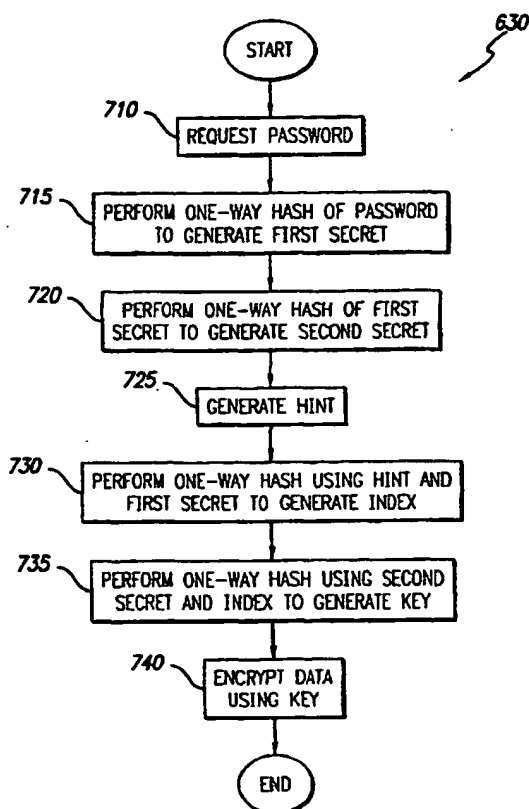 630
START
710
REQUEST PASSWORD
715
PERFORM ONE-WAY HASH OF PASSWORD
TO GENERATE FIRST SECRET
720
PERFORM ONE-WAY HASH OF FIRST
SECRET TO GENERATE SECOND SECRET
725
GENERATE HINT
730
PERFORM ONE-WAY HASH USING HINT AND
FIRST SECRET TO GENERATE INDEX
735
PERFORM ONE-WAY HASH USING SECOND
SECRET AND INDEX TO GENERATE KEY
740
ENCRYPT DATA
USING KEY
END